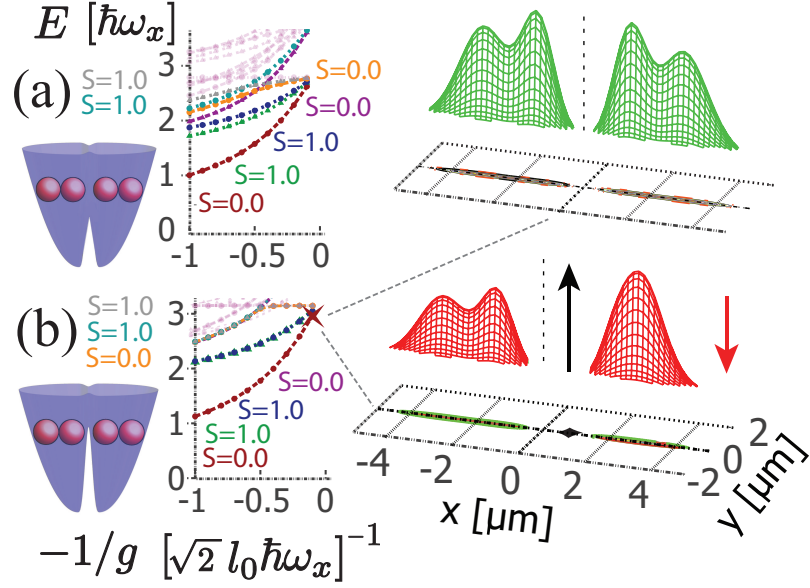 E [ħω_x]
(a)
S=1.0
S=1.0
3
2
1
0
-1
-0.5
0
S=0.0
S=0.0
S=1.0
S=1.0
S=0.0
(b)
S=1.0
S=1.0
S=0.0
3
2
1
0
-1
-0.5
0
S=0.0
S=1.0
S=1.0
S=0.0
-1/g [√2 l_0 ħω_x]^{-1}
-4
-2
0
2
4
x [μm]
-2
0
2
y [μm]